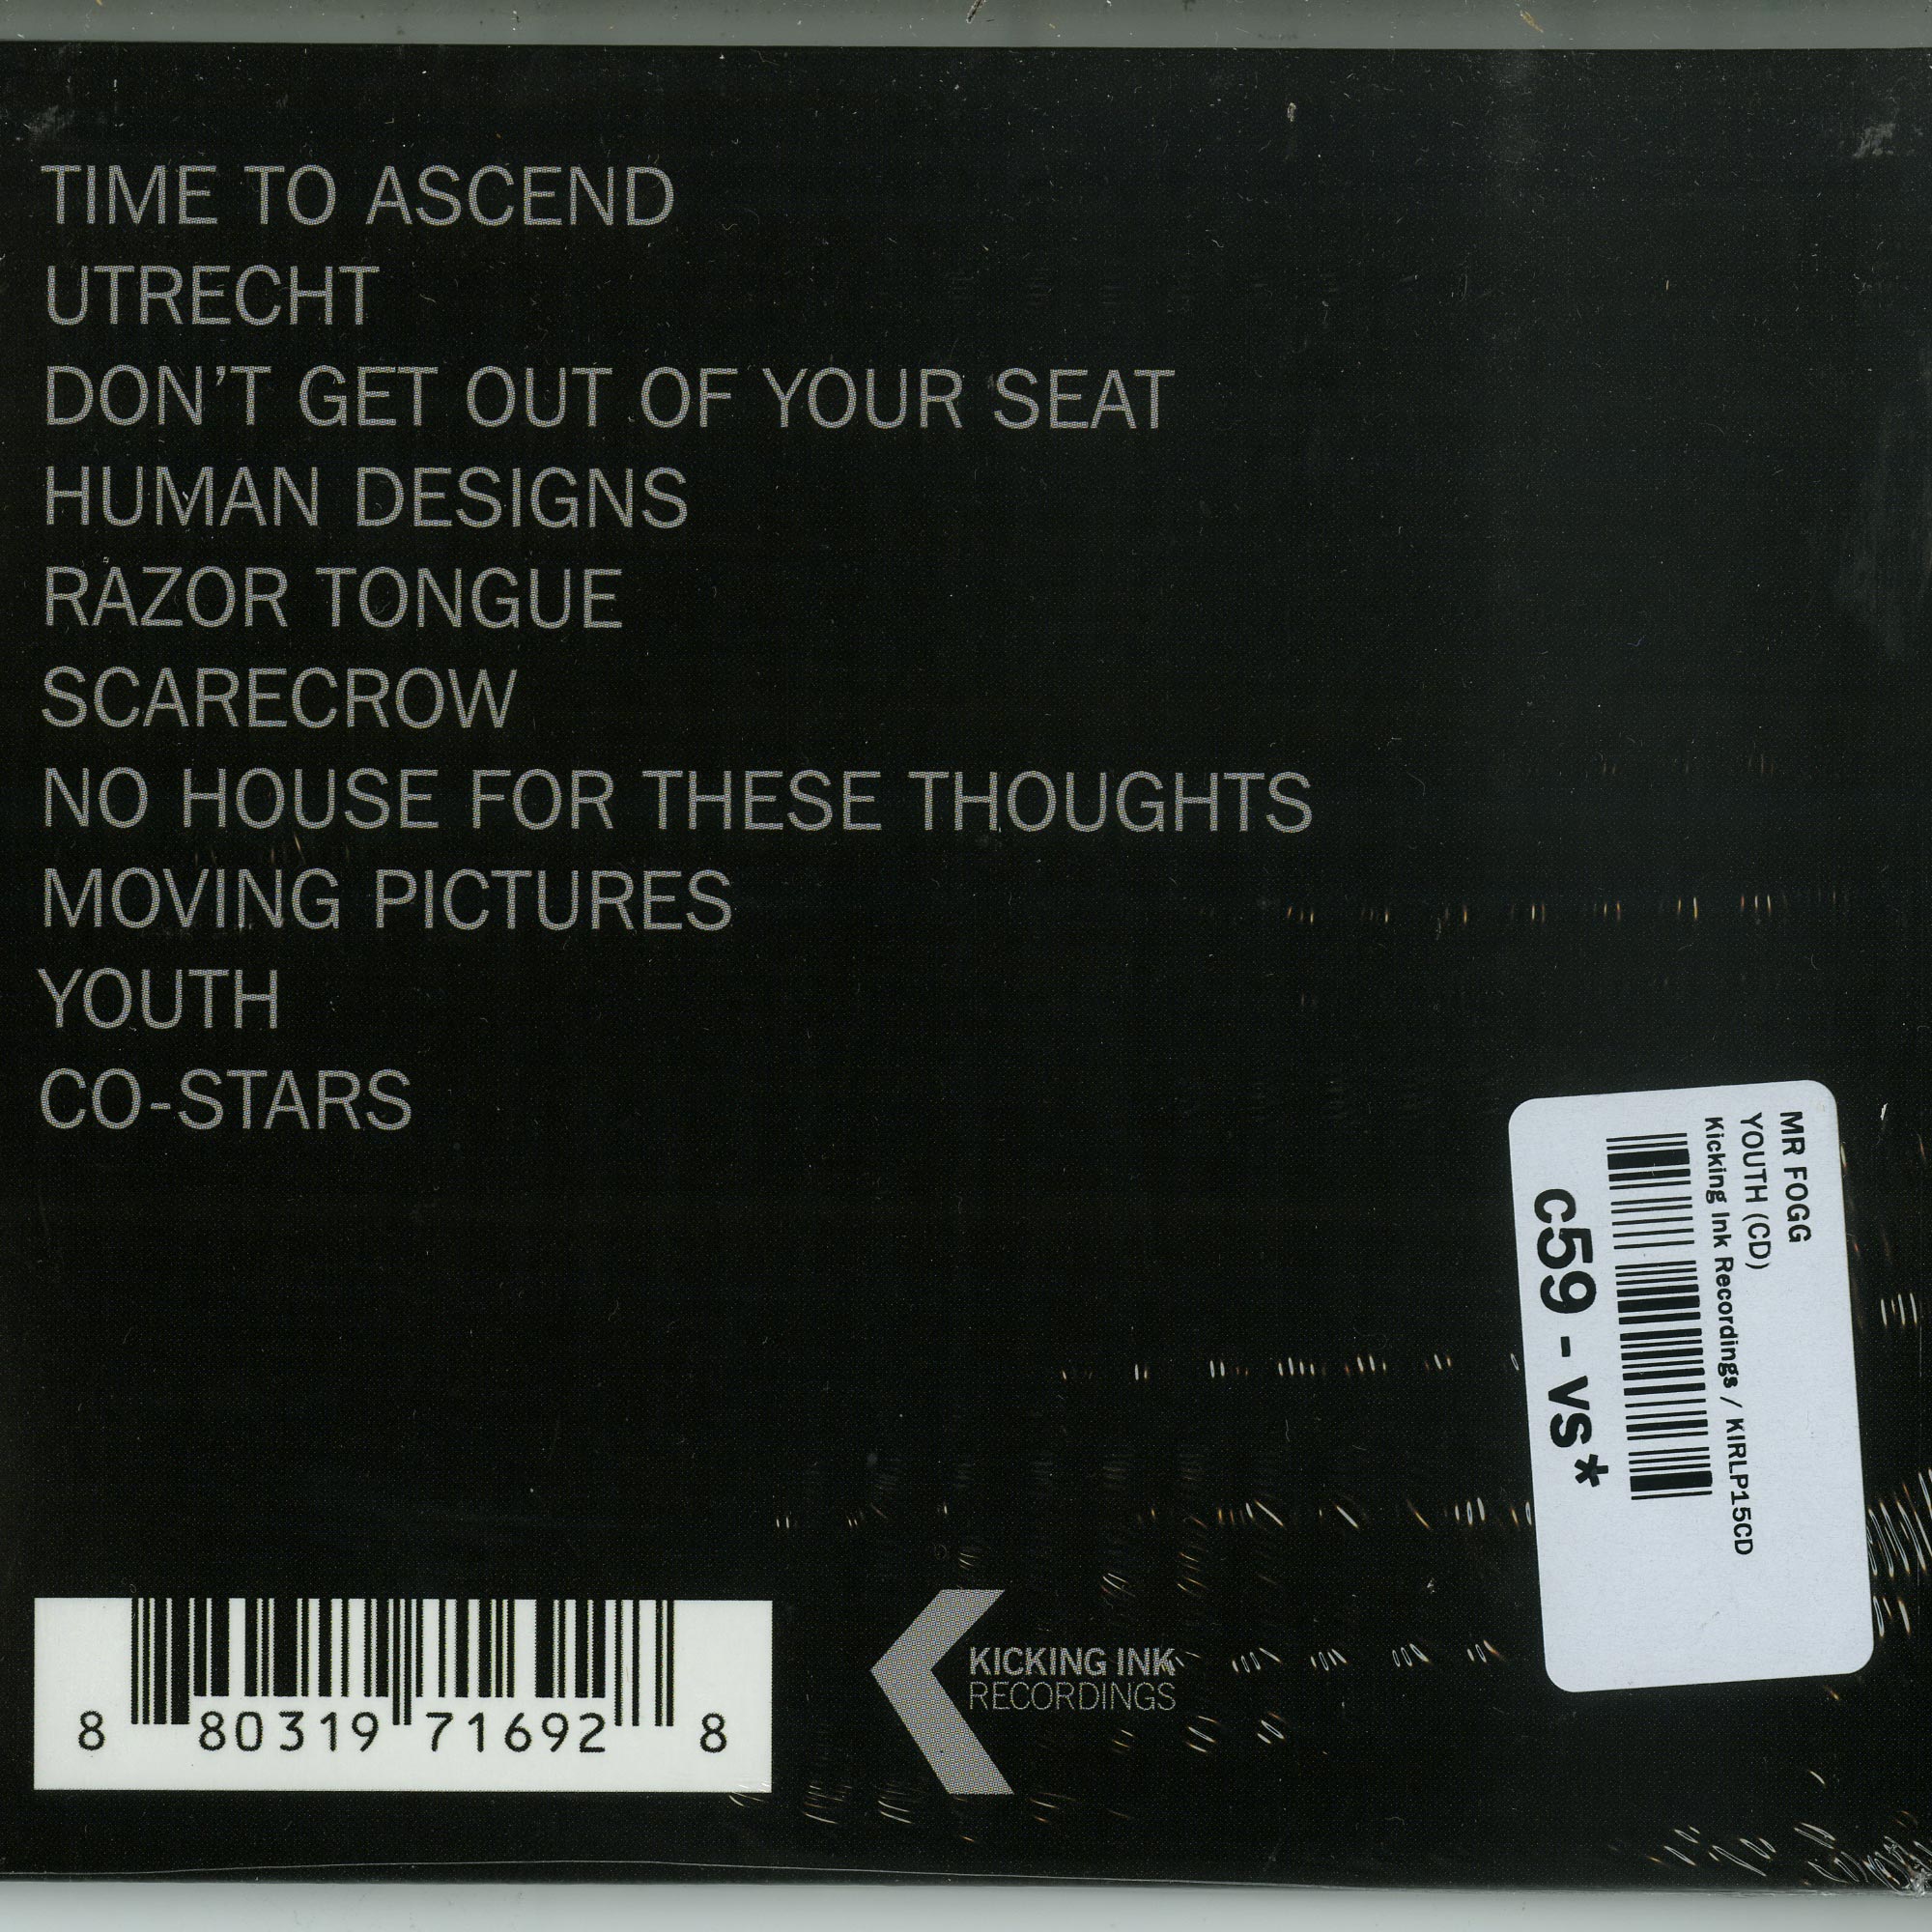 TIME TO ASCEND
UTRECHT
DON'T GET OUT OF YOUR SEAT
HUMAN DESIGNS
RAZOR TONGUE
SCARECROW
NO HOUSE FOR THESE THOUGHTS
MOVING PICTURES
YOUTH
CO-STARS
MR FOGG
YOUTH (CD)
Kicking Ink Recordings / KIRLP15CD
c59 - vs*
8 80319 71692 8
KICKING INK
RECORDINGS